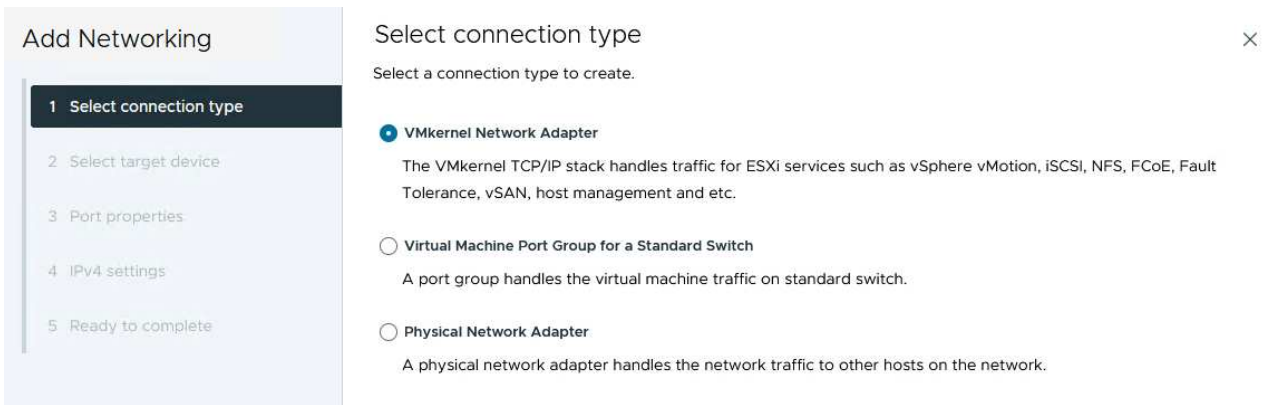 Add Networking
1 Select connection type
2 Select target device
3 Port properties
4 IPv4 settings
5 Ready to complete
Select connection type
Select a connection type to create.
VMkernel Network Adapter
The VMkernel TCP/IP stack handles traffic for ESXi services such as vSphere vMotion, iSCSI, NFS, FCoE, Fault
Tolerance, vSAN, host management and etc.
Virtual Machine Port Group for a Standard Switch
A port group handles the virtual machine traffic on standard switch.
Physical Network Adapter
A physical network adapter handles the network traffic to other hosts on the network.